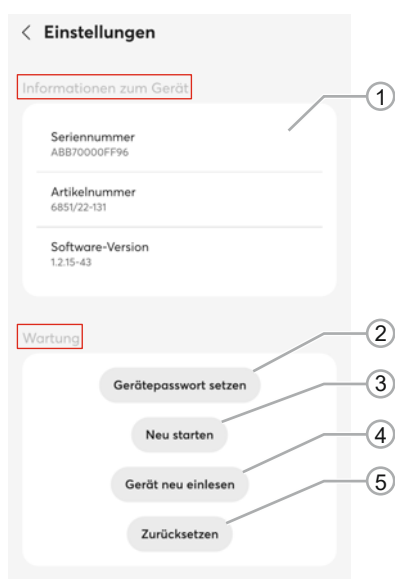 < Einstellungen
Informationen zum Gerät
1
Seriennummer
ABB70000FF96
Artikelnummer
6851/22-131
Software-Version
1.2.15-43
Wartung
2
Gerätepasswort setzen
3
Neu starten
4
Gerät neu einlesen
5
Zurücksetzen